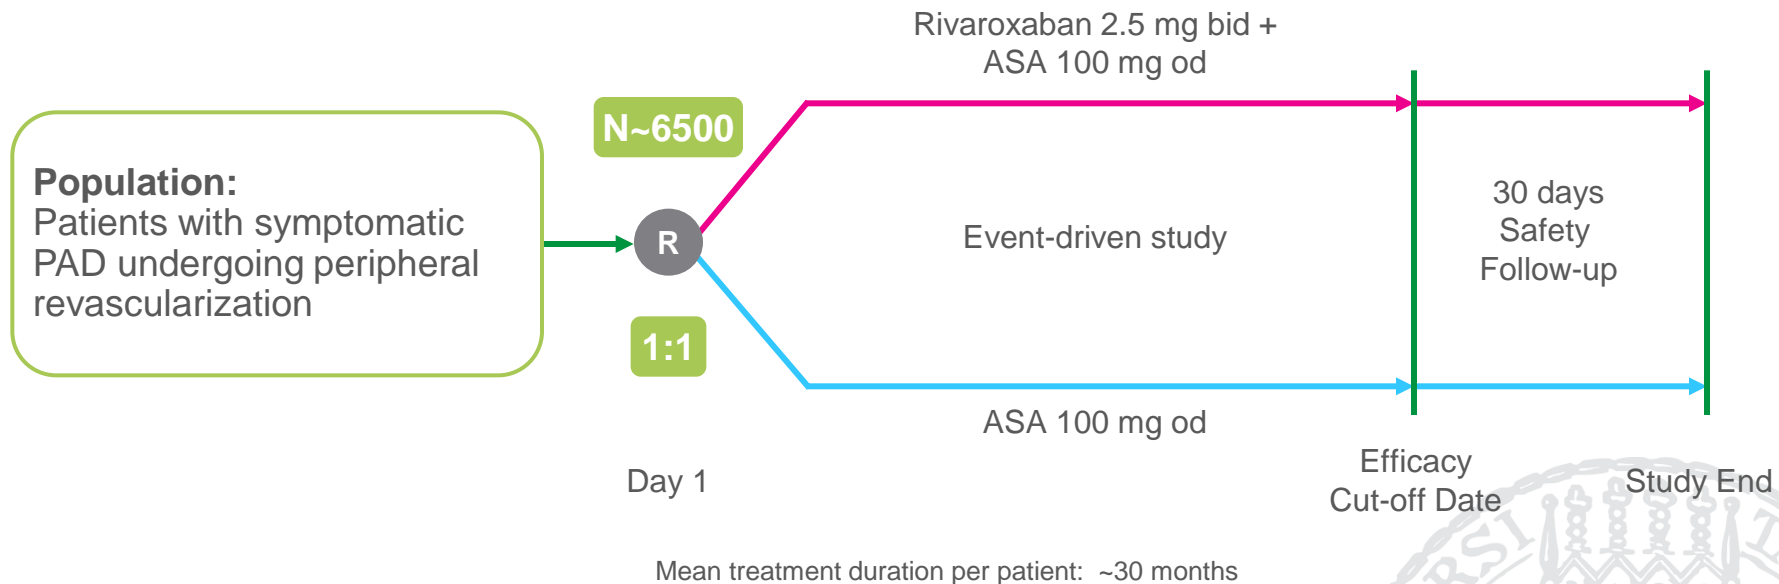 Rivaroxaban 2.5 mg bid +
ASA 100 mg od
N~6500
Population:
Patients with symptomatic
PAD undergoing peripheral
revascularization
R
Event-driven study
30 days
Safety
Follow-up
1:1
ASA 100 mg od
Day 1
Efficacy
Cut-off Date
Study End
Mean treatment duration per patient: ~30 months